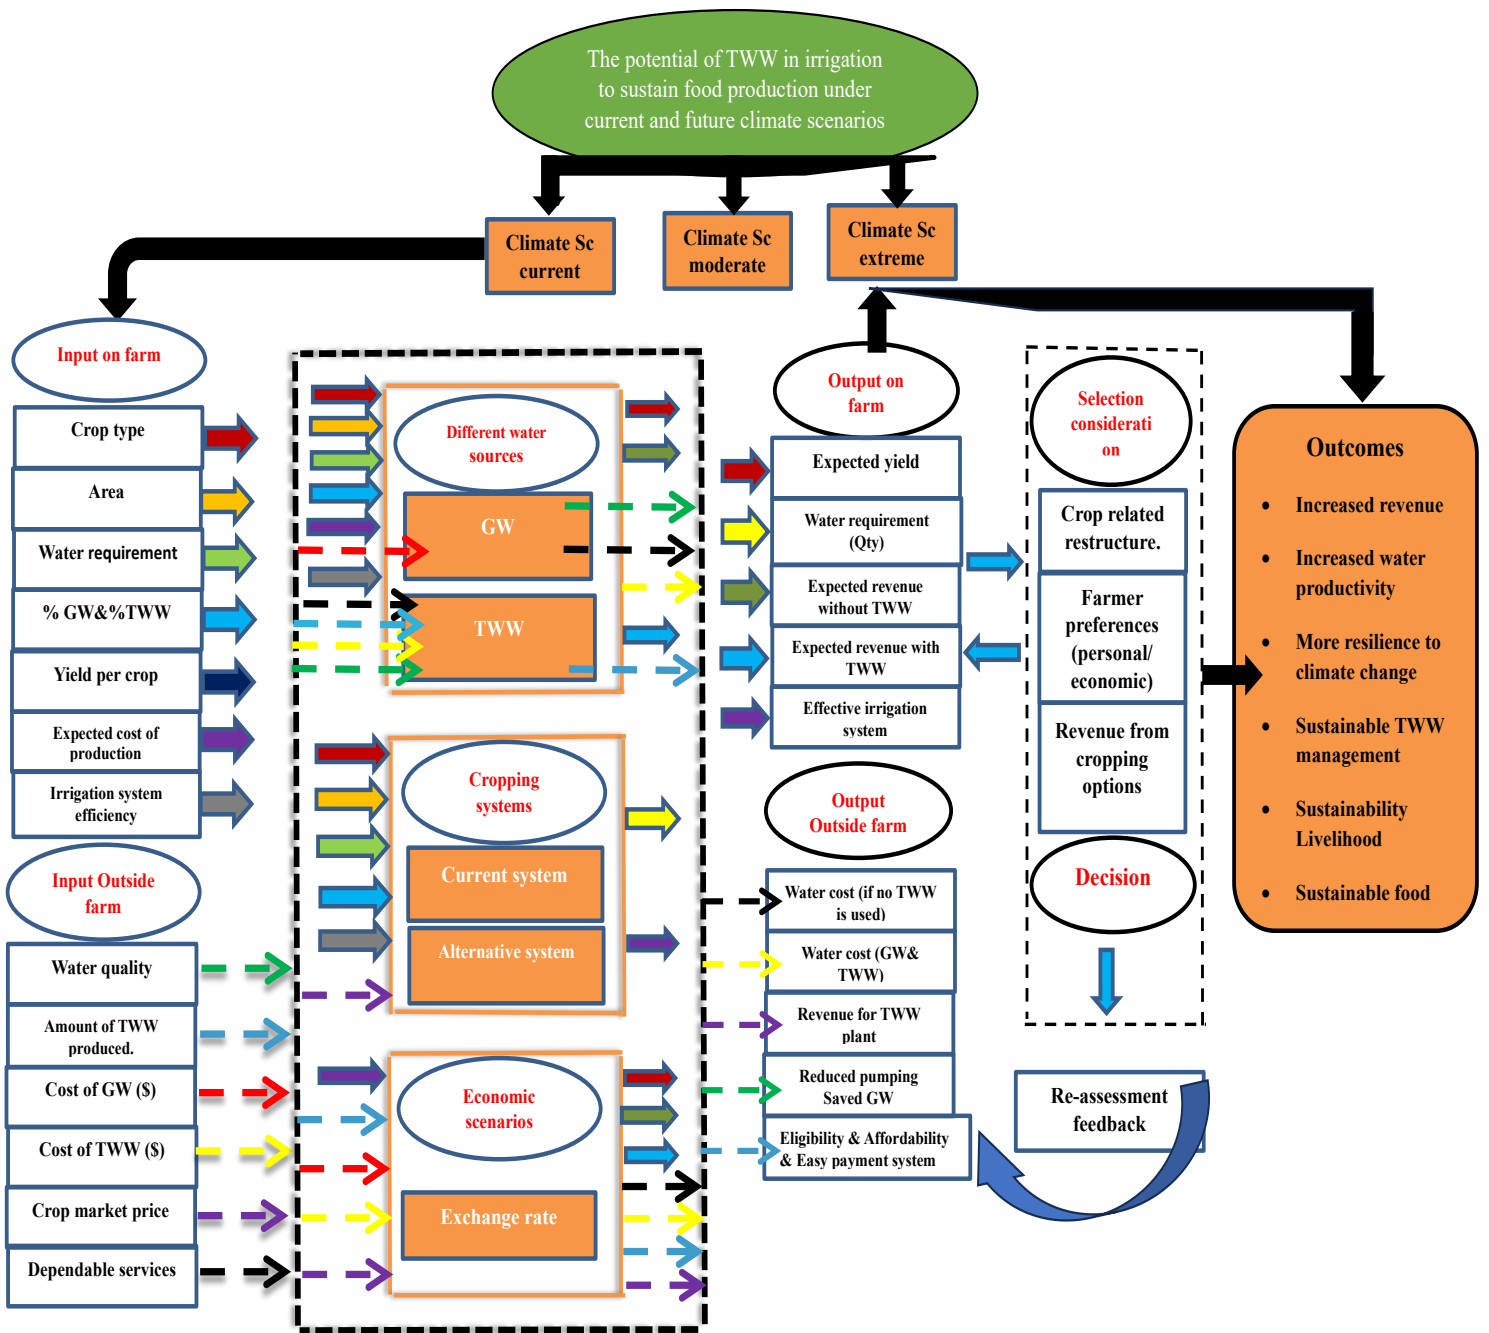 The potential of TWW in irrigation
to sustain food production under
current and future climate scenarios
Climate Sc
current
Climate Sc
moderate
Climate Sc
extreme
Input on farm
Crop type
Area
Water requirement
% GW&%TWW
Yield per crop
Expected cost of
production
Irrigation system
efficiency
Input Outside
farm
Water quality
Amount of TWW
produced.
Cost of GW ($)
Cost of TWW ($)
Crop market price
Dependable services
Different water
sources
GW
TWW
Cropping
systems
Current system
Alternative system
Economic
scenarios
Exchange rate
Output on
farm
Expected yield
Water requirement
(Qty)
Expected revenue
without TWW
Expected revenue with
TWW
Effective irrigation
system
Output
Outside farm
Water cost (if no TWW
is used)
Water cost (GW&
TWW)
Revenue for TWW
plant
Reduced pumping
Saved GW
Eligibility & Affordability
& Easy payment system
Selection
considerati
on
Crop related
restructure.
Farmer
preferences
(personal/
economic)
Revenue from
cropping
options
Decision
Re-assessment
feedback
Outcomes
• Increased revenue
• Increased water
productivity
• More resilience to
climate change
• Sustainable TWW
management
• Sustainability
Livelihood
• Sustainable food